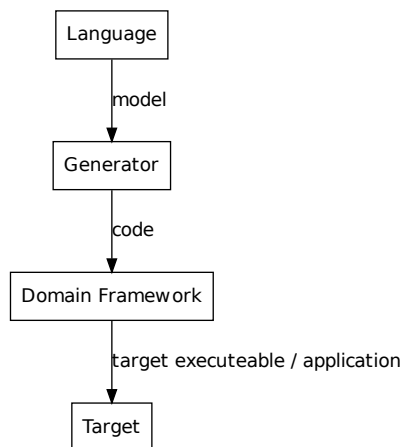 Language
model
Generator
code
Domain Framework
target executeable / application
Target